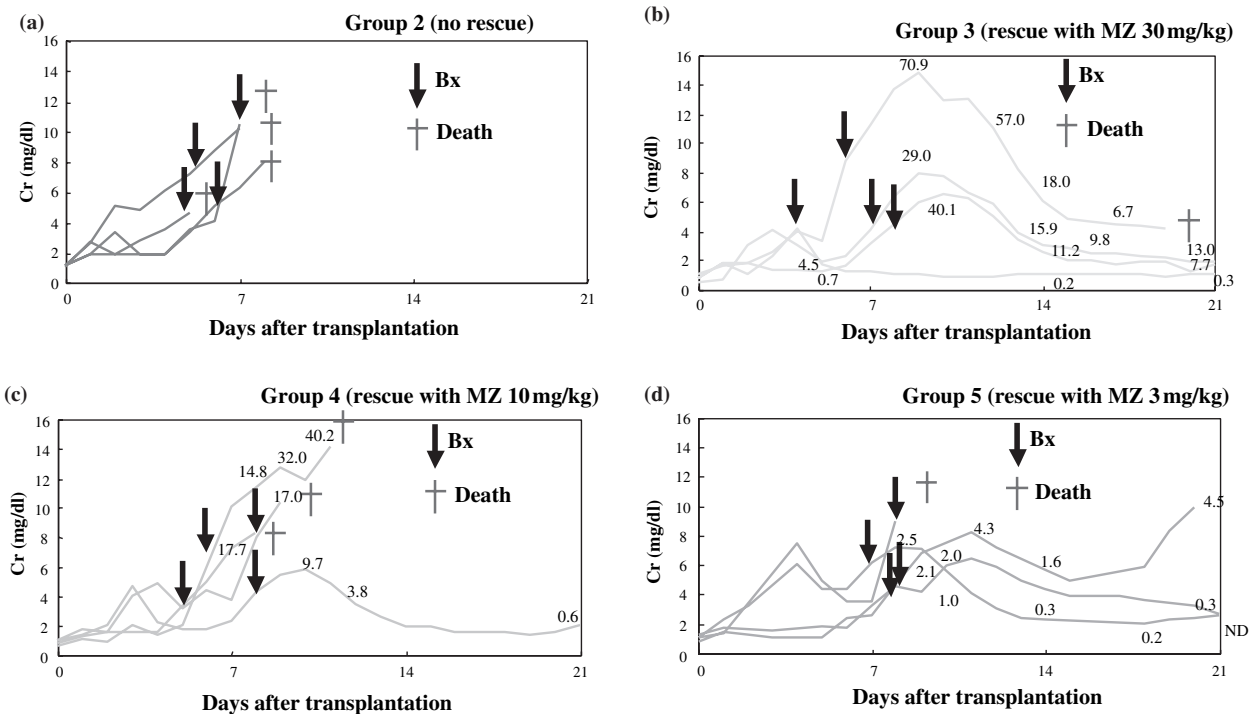 (a)
Group 2 (no rescue)
Cr (mg/dl)
16
14
12
10
8
6
4
2
0
Bx
Death
0 7 14 21
Days after transplantation
(b)
Group 3 (rescue with MZ 30 mg/kg)
Cr (mg/dl)
16
14
12
10
8
6
4
2
0
70.9
Bx
57.0
Death
29.0
18.0
40.1
6.7
15.9
9.8
11.2
13.0
4.5
7.7
0.7
0.2
0.3
0 7 14 21
Days after transplantation
(c)
Group 4 (rescue with MZ 10 mg/kg)
Cr (mg/dl)
16
14
12
10
8
6
4
2
0
40.2
Bx
32.0
14.8
17.0
Death
17.7
9.7
3.8
0.6
0 7 14 21
Days after transplantation
(d)
Group 5 (rescue with MZ 3 mg/kg)
Cr (mg/dl)
16
14
12
10
8
6
4
2
0
Bx
Death
4.5
4.3
2.5
2.0
1.6
2.1
1.0
0.3
0.3
0.2
ND
0 7 14 21
Days after transplantation